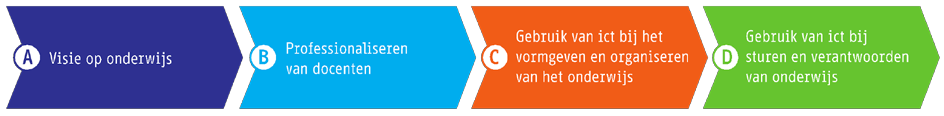 A Visie op onderwijs
B Professionaliseren
van docenten
C Gebruik van ict bij het
vormgeven en organiseren
van het onderwijs
D Gebruik van ict bij
sturen en verantwoorden
van onderwijs